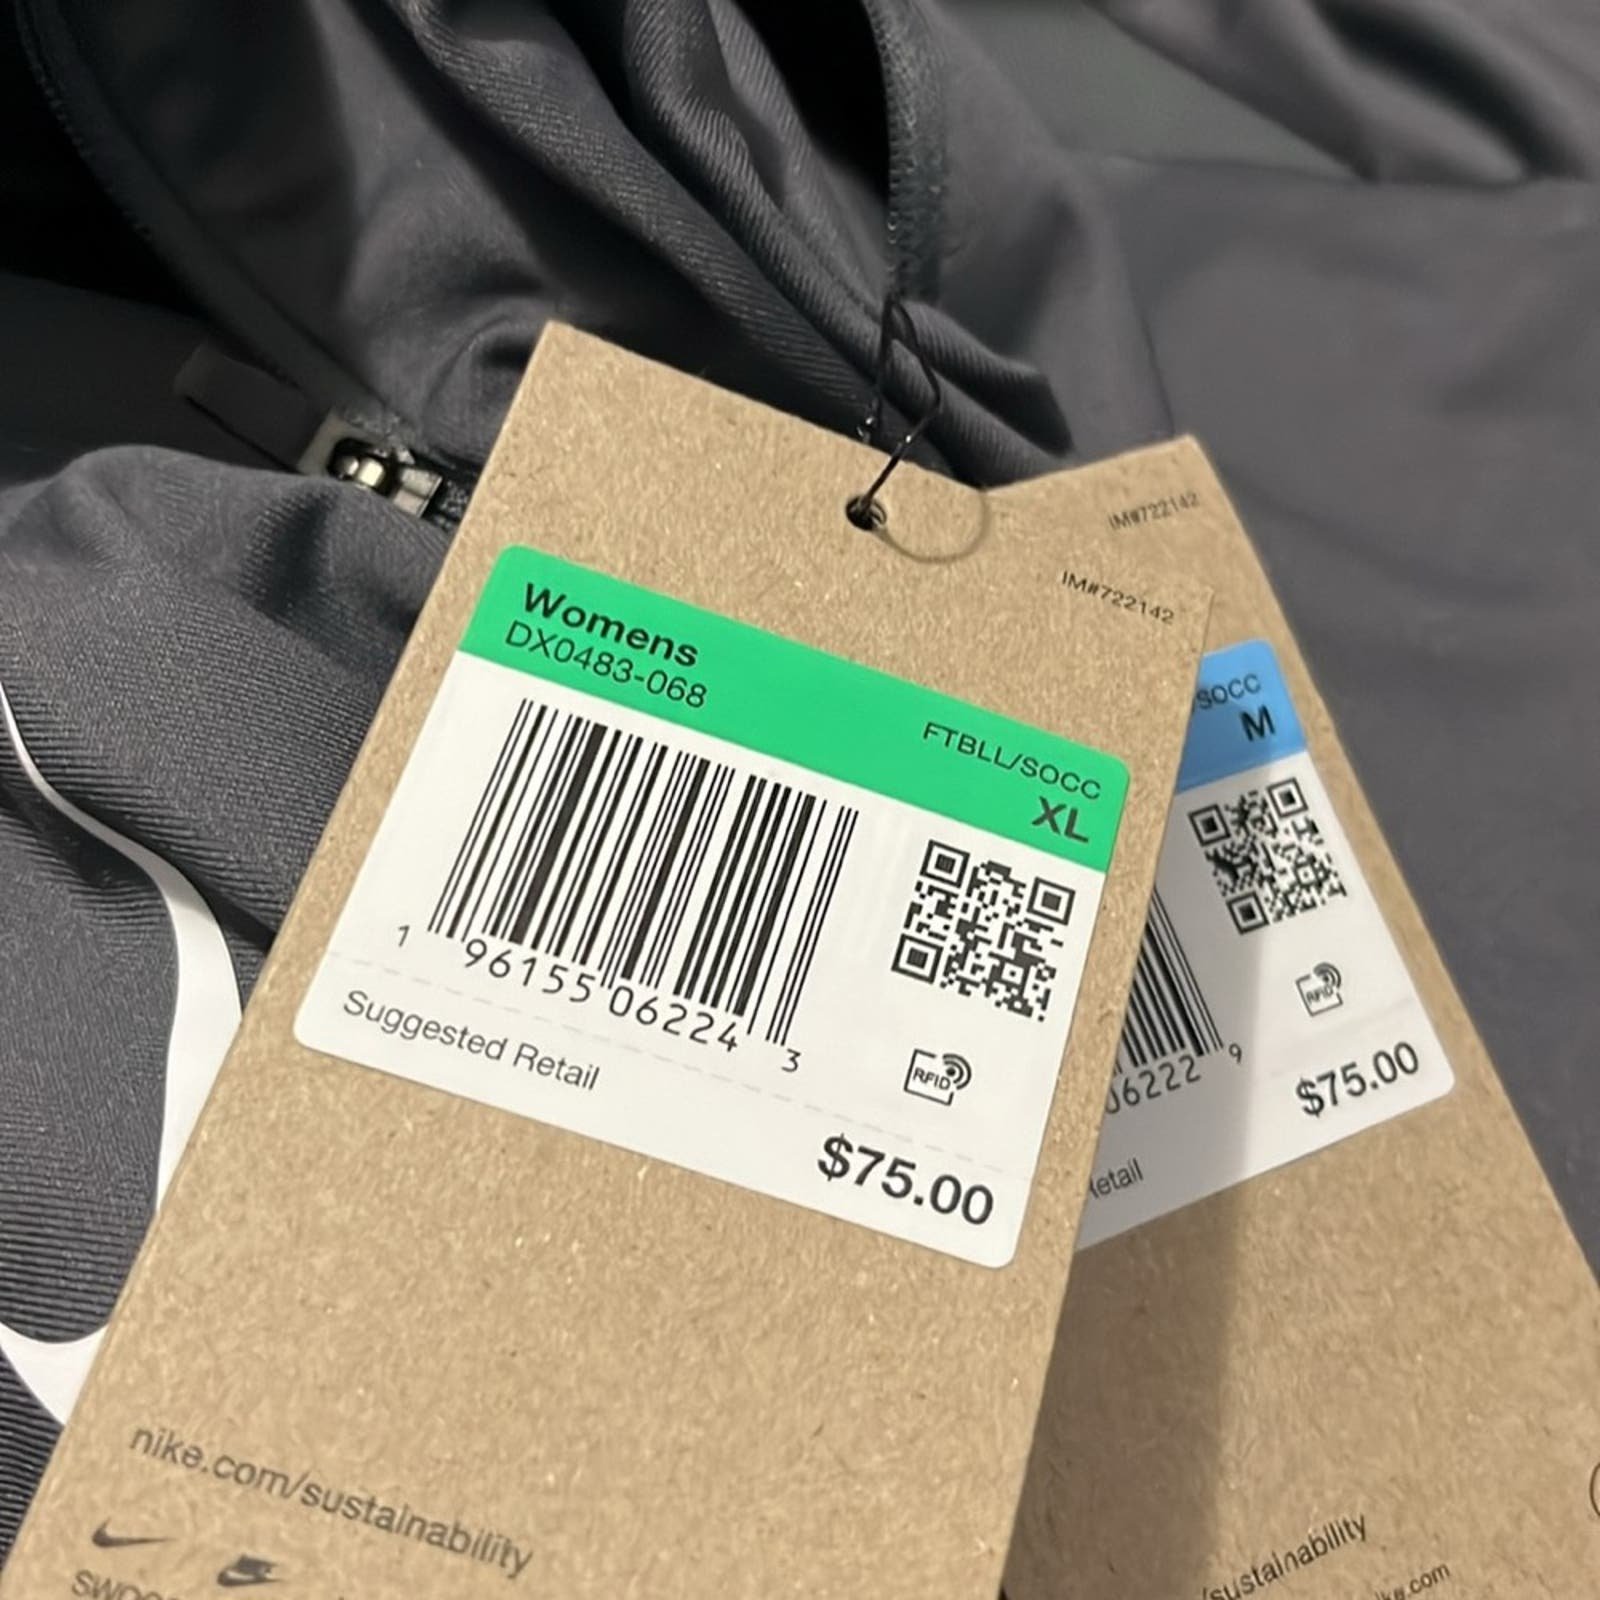 IM#722142
IM#722142
Womens
DX0483-068
FTBLL/SOCC
XL
1 96155 06224 3
Suggested Retail
RFID
$75.00
nike.com/sustainability
/SOCC
M
RFID
06222 9
$75.00
Retail
/sustainability